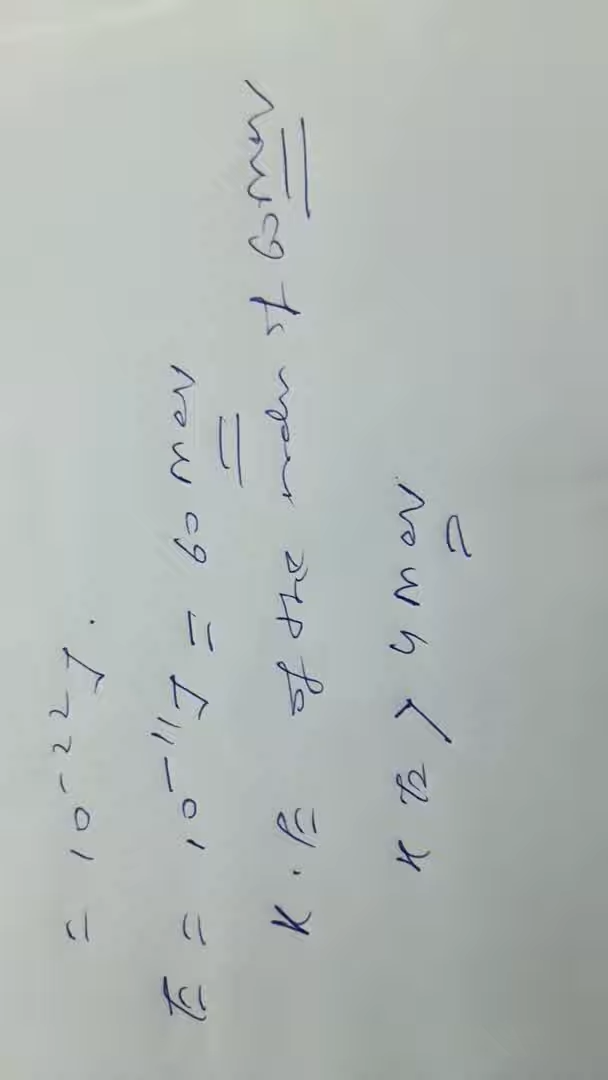 = 10⁻²² J.
E = 10⁻¹¹ J = 60 MeV
K.E of the order of 60 MeV
K E > 4 MeV